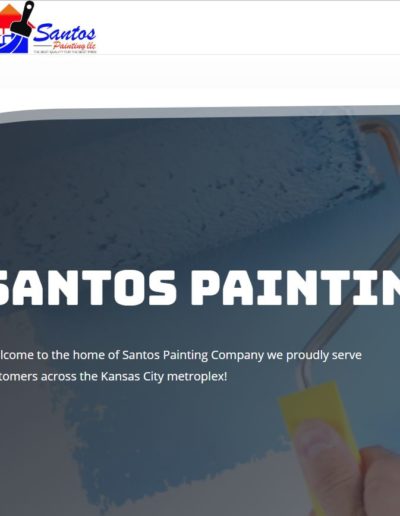 Santos
Painting llc
THE BEST QUALITY FOR THE BEST PRICE
SANTOS PAINTIN
lcome to the home of Santos Painting Company we proudly serve
tomers across the Kansas City metroplex!